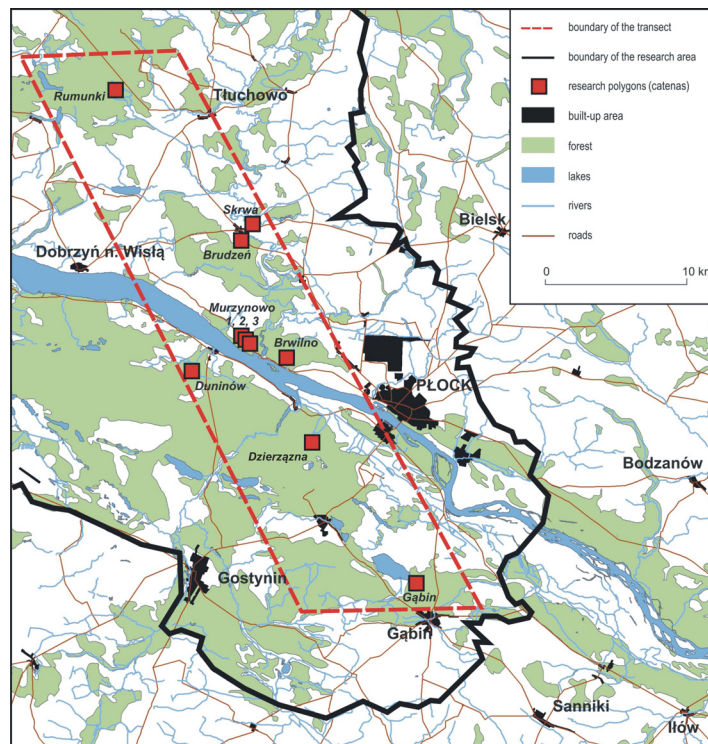 boundary of the transect
boundary of the research area
research polygons (catenas)
built-up area
forest
lakes
rivers
roads
0
10 km
Rumunki
Tłuchowo
Skrwa
Bielsk
Brudzeń
Dobrzyń n. Wisłą
Murzynowo
1, 2, 3
Brwilno
Duninów
PŁOCK
Dzierzązna
Bodzanów
Gostynin
Gąbin
Gąbin
Sanniki
Iłów